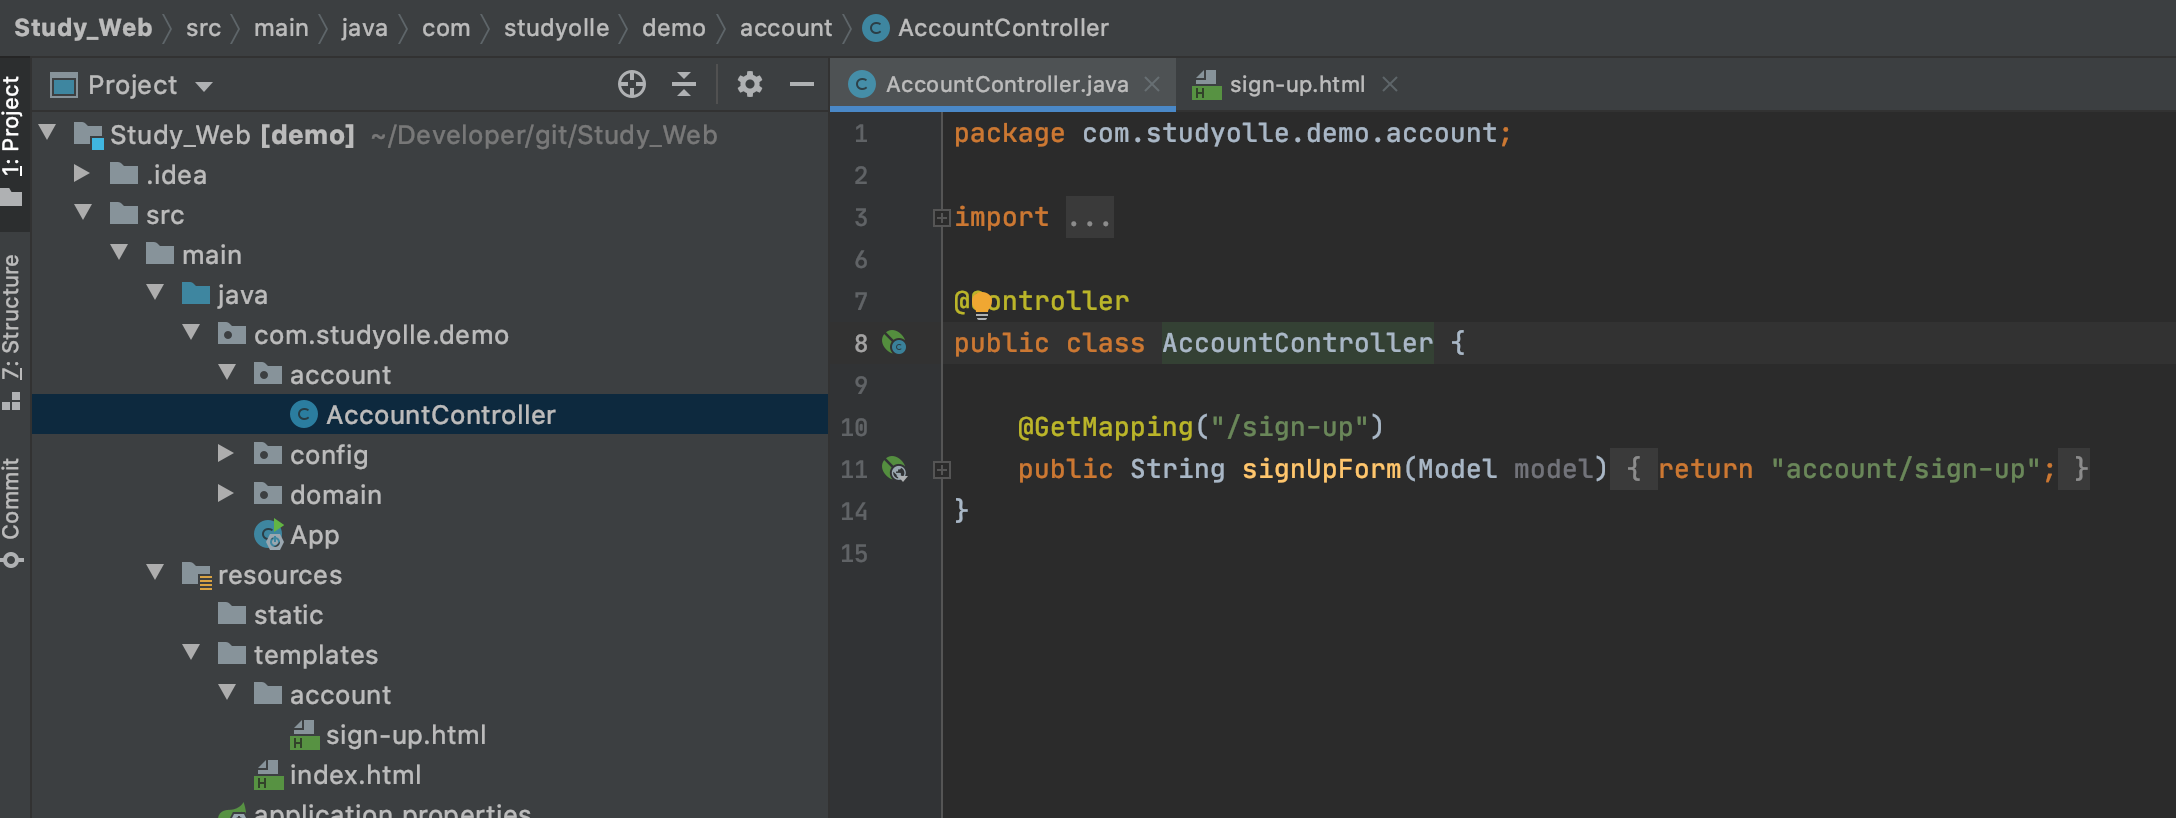 Study_Web src main java com studyolle demo account C AccountController
1: Project
7: Structure
Commit
Project
Study_Web [demo] ~/Developer/git/Study_Web
.idea
src
main
java
com.studyolle.demo
account
C AccountController
config
domain
C App
resources
static
templates
account
H sign-up.html
H index.html
application.properties
C AccountController.java
H sign-up.html
1 package com.studyolle.demo.account;
2
3 import ...
6
7 @Controller
8 public class AccountController {
9
10 @GetMapping("/sign-up")
11 public String signUpForm(Model model) { return "account/sign-up"; }
14 }
15